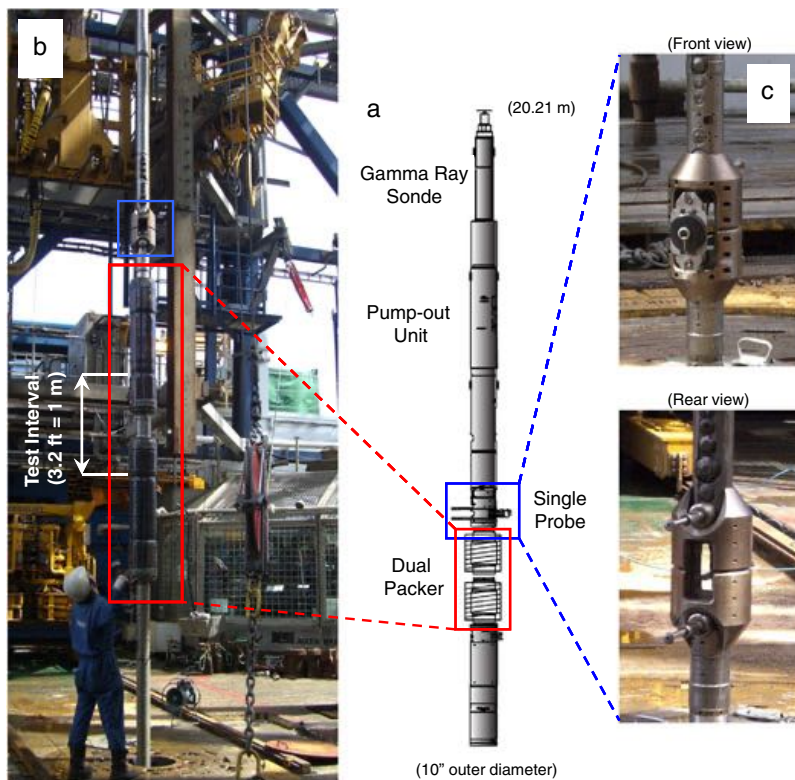 b
a
(20.21 m)
Gamma Ray
Sonde
Pump-out
Unit
Single
Probe
Dual
Packer
(10" outer diameter)
Test Interval
(3.2 ft = 1 m)
(Front view)
c
(Rear view)